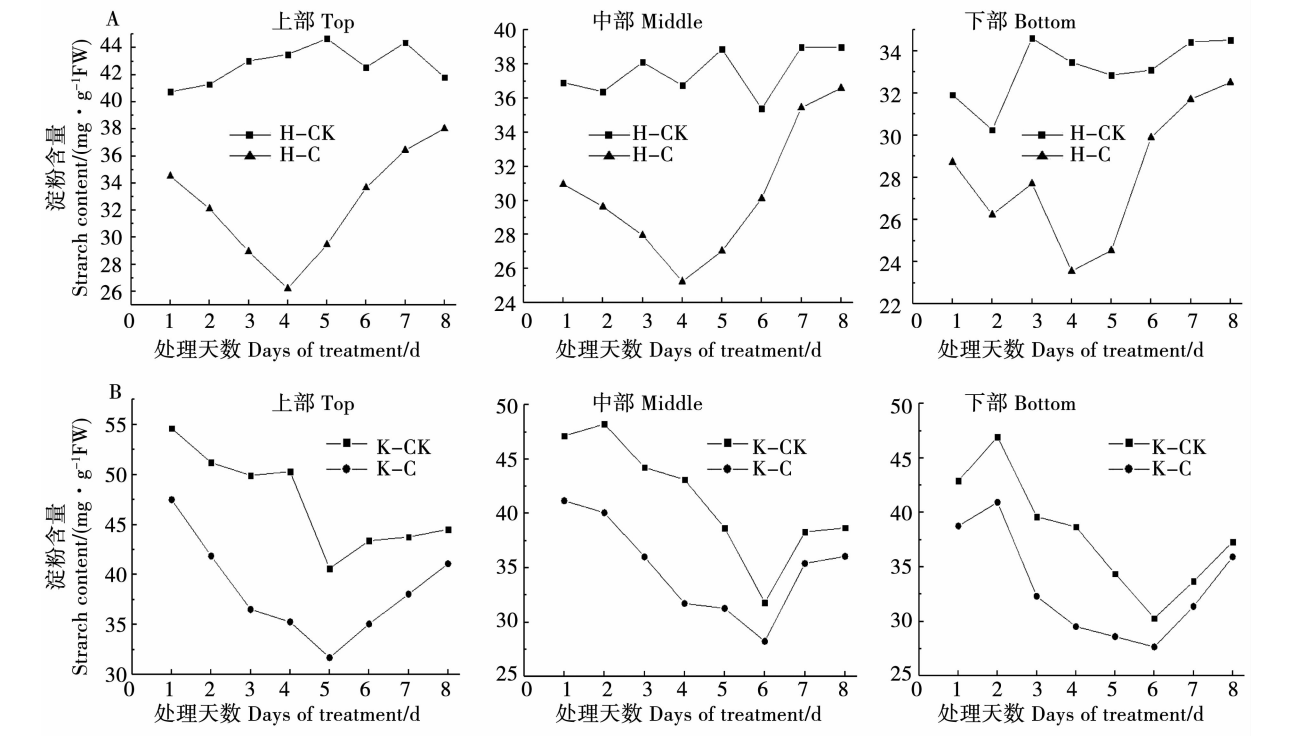 A
上部 Top
44
42
40
38
36
34
32
30
28
26
0 1 2 3 4 5 6 7 8
H-CK
H-C
淀粉含量
Strarch content/(mg·g⁻¹FW)
处理天数 Days of treatment/d
中部 Middle
40
38
36
34
32
30
28
26
24
0 1 2 3 4 5 6 7 8
H-CK
H-C
处理天数 Days of treatment/d
下部 Bottom
34
32
30
28
26
24
22
0 1 2 3 4 5 6 7 8
H-CK
H-C
处理天数 Days of treatment/d
B
上部 Top
55
50
45
40
35
30
0 1 2 3 4 5 6 7 8
K-CK
K-C
淀粉含量
Strarch content/(mg·g⁻¹FW)
处理天数 Days of treatment/d
中部 Middle
50
45
40
35
30
25
0 1 2 3 4 5 6 7 8
K-CK
K-C
处理天数 Days of treatment/d
下部 Bottom
50
45
40
35
30
25
0 1 2 3 4 5 6 7 8
K-CK
K-C
处理天数 Days of treatment/d